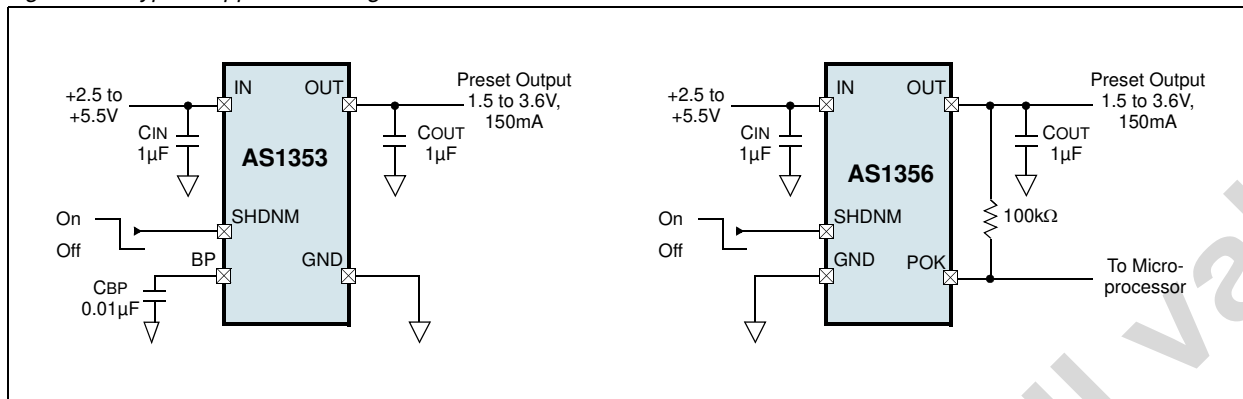 +2.5 to
+5.5V
CIN
1µF
IN
OUT
AS1353
SHDNM
BP
GND
On
Off
CBP
0.01µF
COUT
1µF
Preset Output
1.5 to 3.6V,
150mA
+2.5 to
+5.5V
CIN
1µF
IN
OUT
AS1356
SHDNM
GND
POK
On
Off
COUT
1µF
100kΩ
Preset Output
1.5 to 3.6V,
150mA
To Micro-
processor